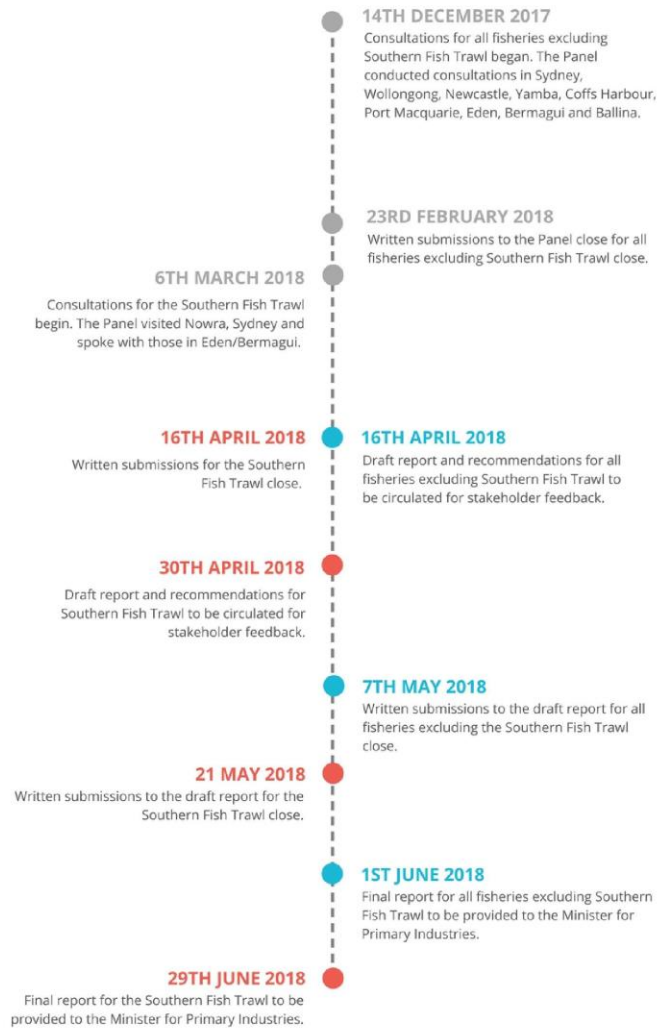 14TH DECEMBER 2017
Consultations for all fisheries excluding
Southern Fish Trawl began. The Panel
conducted consultations in Sydney,
Wollongong, Newcastle, Yamba, Coffs Harbour,
Port Macquarie, Eden, Bermagui and Ballina.
23RD FEBRUARY 2018
Written submissions to the Panel close for all
fisheries excluding Southern Fish Trawl close.
6TH MARCH 2018
Consultations for the Southern Fish Trawl
begin. The Panel visited Nowra, Sydney and
spoke with those in Eden/Bermagui.
16TH APRIL 2018
Written submissions for the Southern
Fish Trawl close.
16TH APRIL 2018
Draft report and recommendations for all
fisheries excluding Southern Fish Trawl to
be circulated for stakeholder feedback.
30TH APRIL 2018
Draft report and recommendations for
Southern Fish Trawl to be circulated for
stakeholder feedback.
7TH MAY 2018
Written submissions to the draft report for all
fisheries excluding the Southern Fish Trawl
close.
21 MAY 2018
Written submissions to the draft report for the
Southern Fish Trawl close.
1ST JUNE 2018
Final report for all fisheries excluding Southern
Fish Trawl to be provided to the Minister for
Primary Industries.
29TH JUNE 2018
Final report for the Southern Fish Trawl to be
provided to the Minister for Primary Industries.